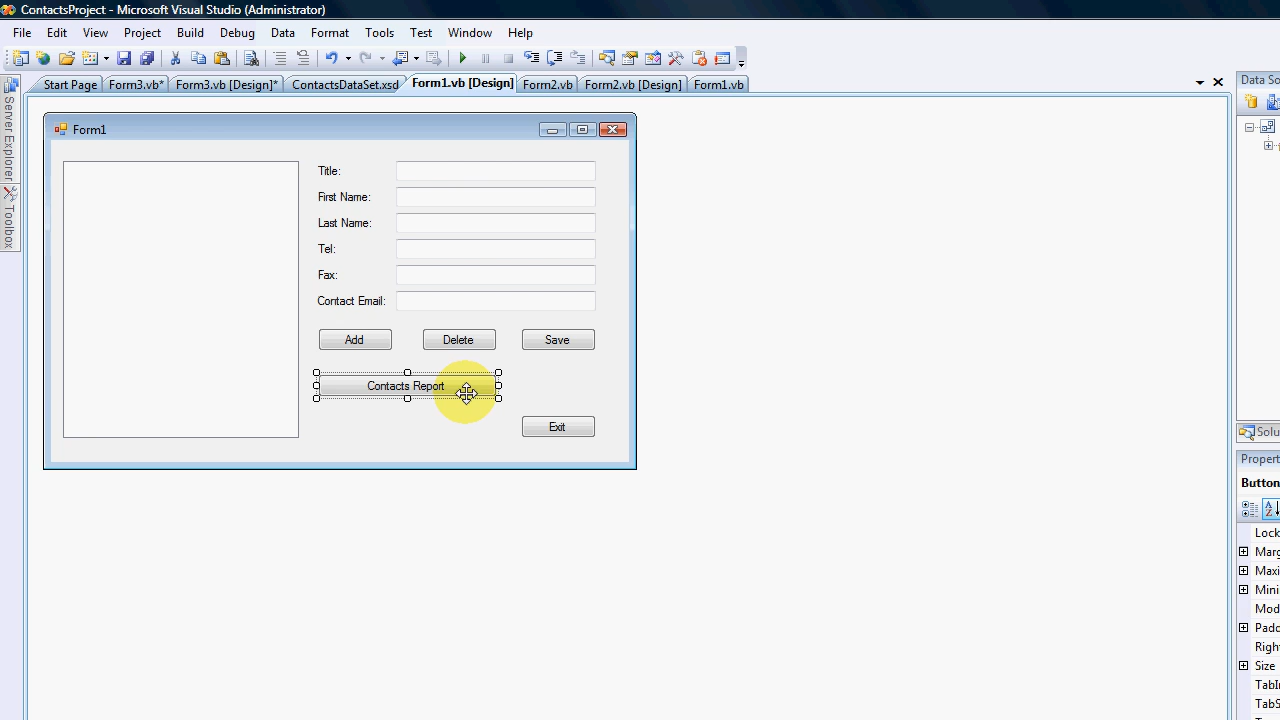 ContactsProject - Microsoft Visual Studio (Administrator)
File Edit View Project Build Debug Data Format Tools Test Window Help
Start Page Form3.vb* Form3.vb [Design]* ContactsDataSet.xsd Form1.vb [Design] Form2.vb Form2.vb [Design] Form1.vb
Data So
Server Explorer
Toolbox
Form1
Title:
First Name:
Last Name:
Tel:
Fax:
Contact Email:
Add Delete Save
Contacts Report
Exit
Solu
Propert
Button
Lock
Marg
Maxi
Mini
Mod
Padd
Righ
Size
TabI
TabS